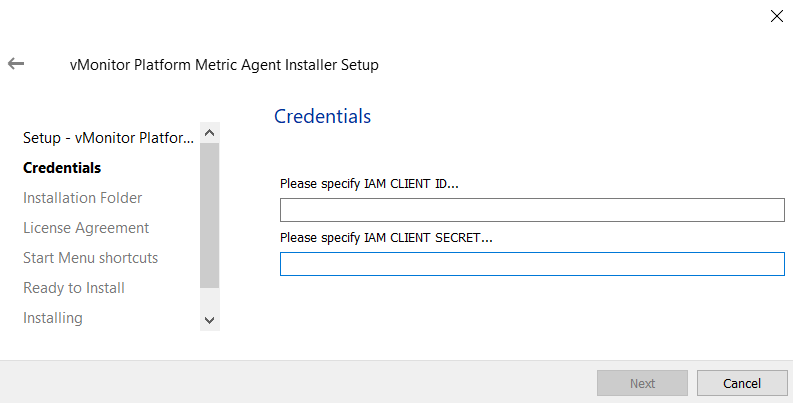 vMonitor Platform Metric Agent Installer Setup
Setup - vMonitor Platfor...
Credentials
Installation Folder
License Agreement
Start Menu shortcuts
Ready to Install
Installing
Credentials
Please specify IAM CLIENT ID...
Please specify IAM CLIENT SECRET...
Next
Cancel